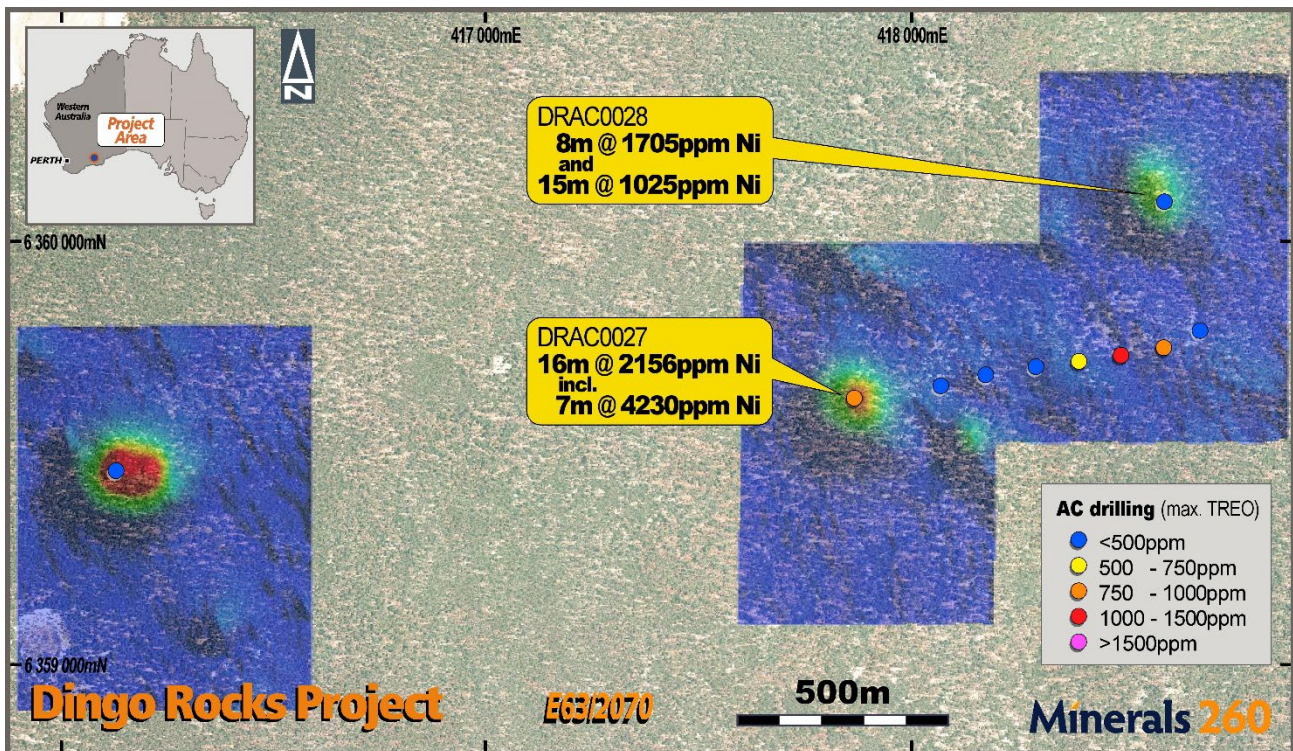 417 000mE
418 000mE
Western
Australia
Project
Area
PERTH
N
DRAC0028
8m @ 1705ppm Ni
and
15m @ 1025ppm Ni
6 360 000mN
DRAC0027
16m @ 2156ppm Ni
incl.
7m @ 4230ppm Ni
AC drilling (max. TREO)
<500ppm
500 - 750ppm
750 - 1000ppm
1000 - 1500ppm
>1500ppm
6 359 000mN
Dingo Rocks Project
E63/2070
500m
Minerals 260